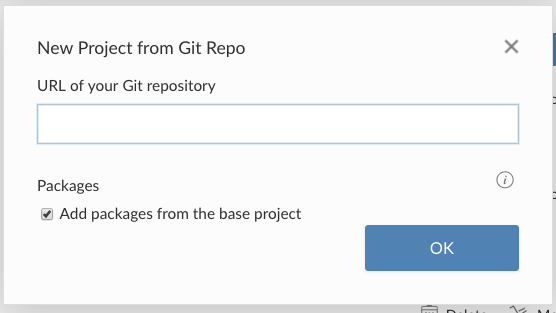 New Project from Git Repo
URL of your Git repository
Packages
Add packages from the base project
OK